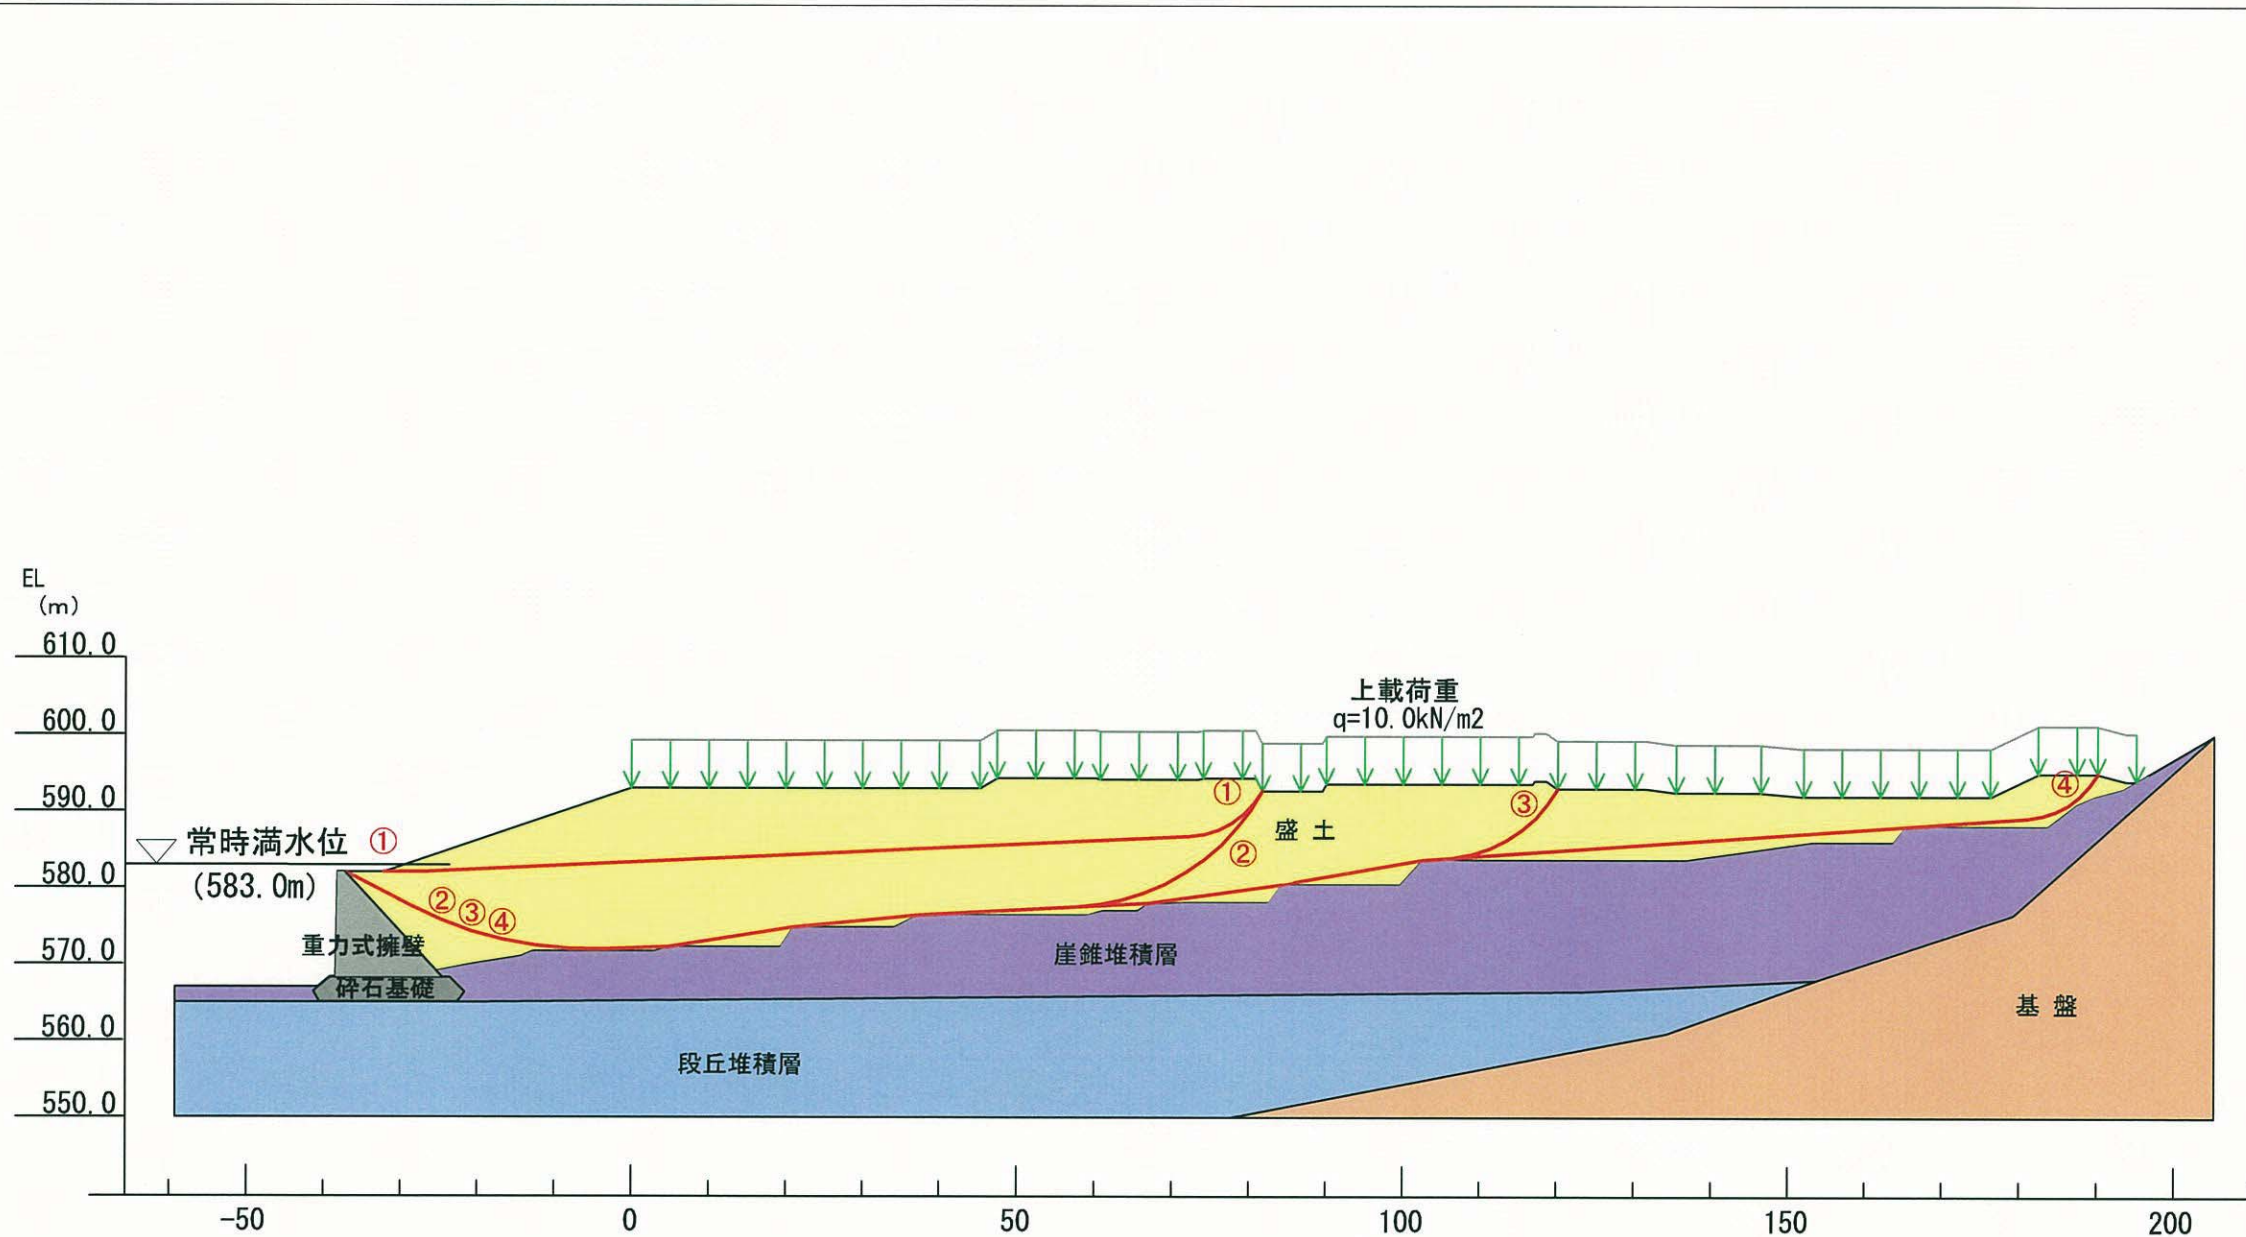 EL
(m)
610.0
600.0
590.0
580.0
570.0
560.0
550.0
上載荷重
q=10.0kN/m2
常時満水位
(583.0m)
①
①
②
③
④
②③④
盛 土
重力式擁壁
砕石基礎
崖錐堆積層
段丘堆積層
基 盤
-50
0
50
100
150
200